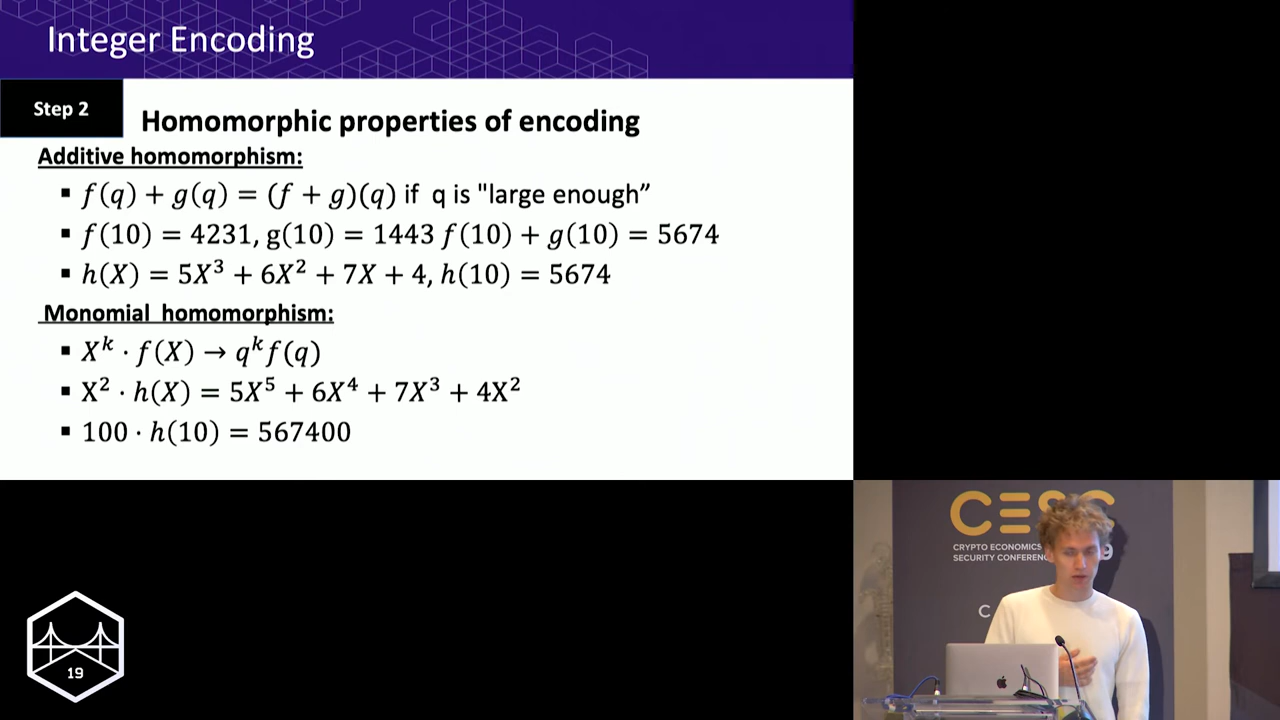 Integer Encoding
Step 2
Homomorphic properties of encoding
Additive homomorphism:
▪ f(q) + g(q) = (f + g)(q) if q is "large enough”
▪ f(10) = 4231, g(10) = 1443 f(10) + g(10) = 5674
▪ h(X) = 5X³ + 6X² + 7X + 4, h(10) = 5674
Monomial homomorphism:
▪ Xᵏ · f(X) → qᵏf(q)
▪ X² · h(X) = 5X⁵ + 6X⁴ + 7X³ + 4X²
▪ 100 · h(10) = 567400
CESC
CRYPTO ECONOMICS
SECURITY CONFERENC 9
C
19